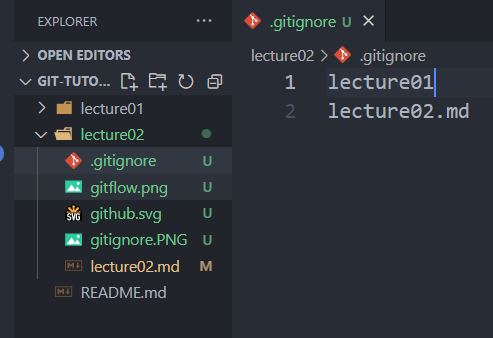 EXPLORER ...
OPEN EDITORS
GIT-TUTO...
lecture01
lecture02
.gitignore U
gitflow.png U
SVG github.svg U
gitignore.PNG U
lecture02.md M
README.md
.gitignore U
lecture02 > .gitignore
1 lecture01
2 lecture02.md